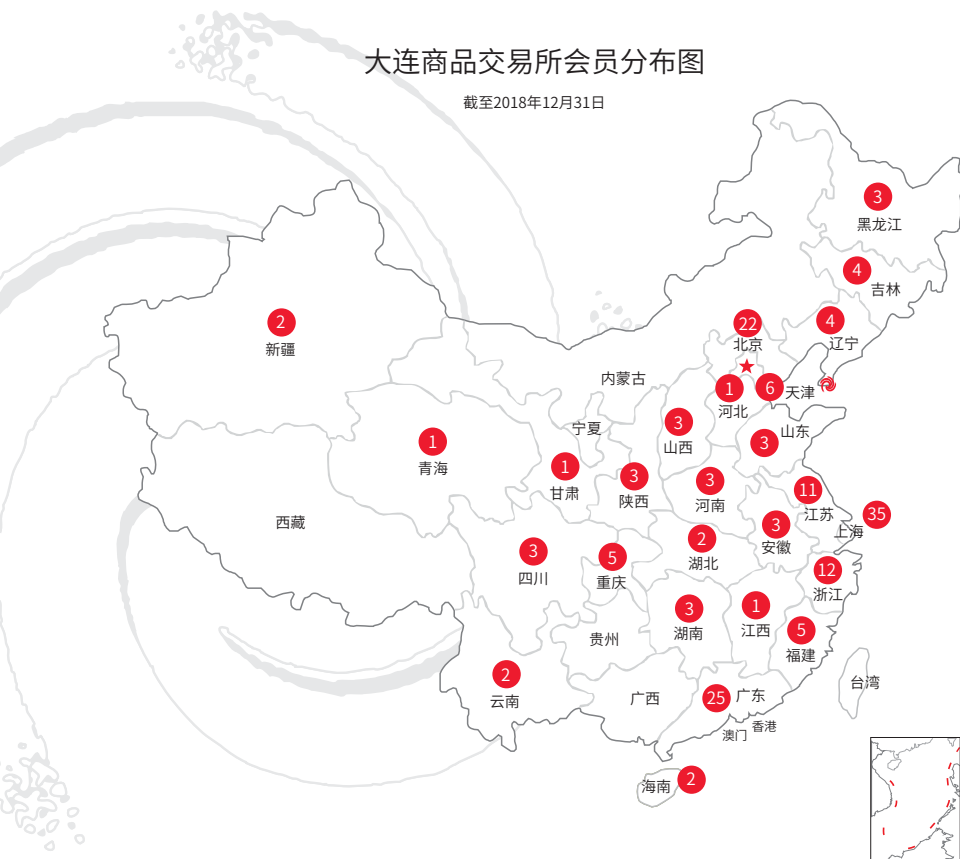 大连商品交易所会员分布图
截至2018年12月31日
3
黑龙江
4
吉林
2
新疆
22
北京
4
辽宁
内蒙古
1
河北
6
天津
3
山西
3
山东
宁夏
1
青海
1
甘肃
3
陕西
3
河南
11
江苏
35
上海
西藏
3
安徽
2
湖北
3
四川
5
重庆
12
浙江
3
湖南
1
江西
5
福建
贵州
2
云南
广西
25
广东
台湾
香港
澳门
海南
2